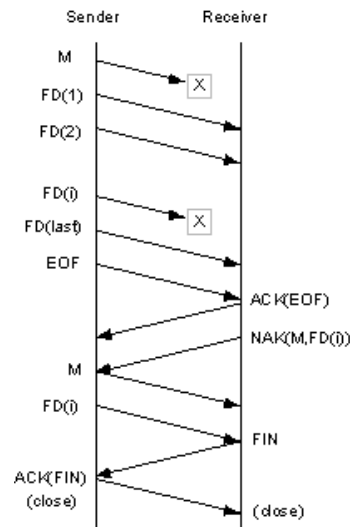 Sender Receiver
M
X
FD(1)
FD(2)
FD(i)
X
FD(last)
EOF
ACK(EOF)
NAK(M,FD(i))
M
FD(i)
FIN
ACK(FIN)
(close)
(close)